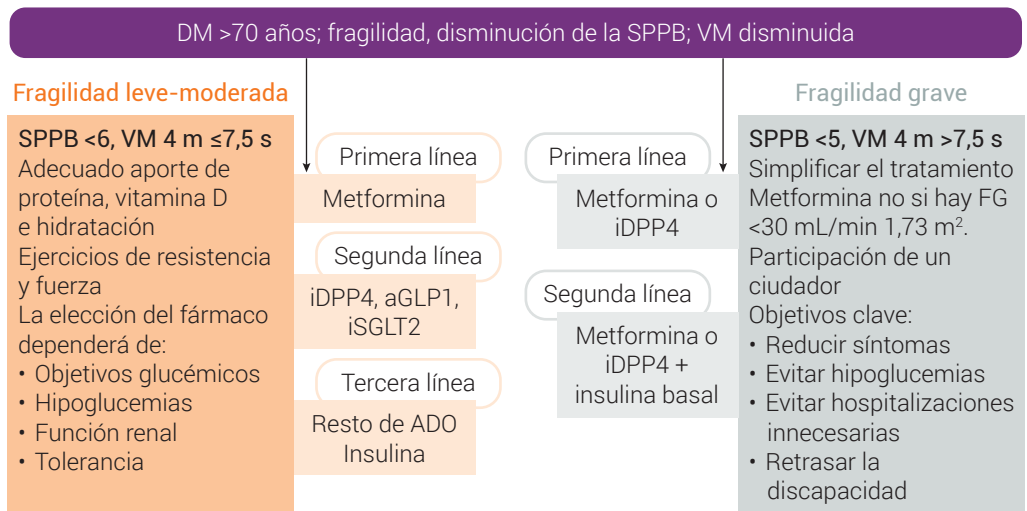 DM >70 años; fragilidad, disminución de la SPPB; VM disminuida
Fragilidad leve-moderada
SPPB <6, VM 4 m ≤7,5 s
Adecuado aporte de
proteína, vitamina D
e hidratación
Ejercicios de resistencia
y fuerza
La elección del fármaco
dependerá de:
• Objetivos glucémicos
• Hipoglucemias
• Función renal
• Tolerancia
Primera línea
Metformina
Segunda línea
iDPP4, aGLP1,
iSGLT2
Tercera línea
Resto de ADO
Insulina
Primera línea
Metformina o
iDPP4
Segunda línea
Metformina o
iDPP4 +
insulina basal
Fragilidad grave
SPPB <5, VM 4 m >7,5 s
Simplificar el tratamiento
Metformina no si hay FG
<30 mL/min 1,73 m².
Participación de un
ciudador
Objetivos clave:
• Reducir síntomas
• Evitar hipoglucemias
• Evitar hospitalizaciones
innecesarias
• Retrasar la
discapacidad